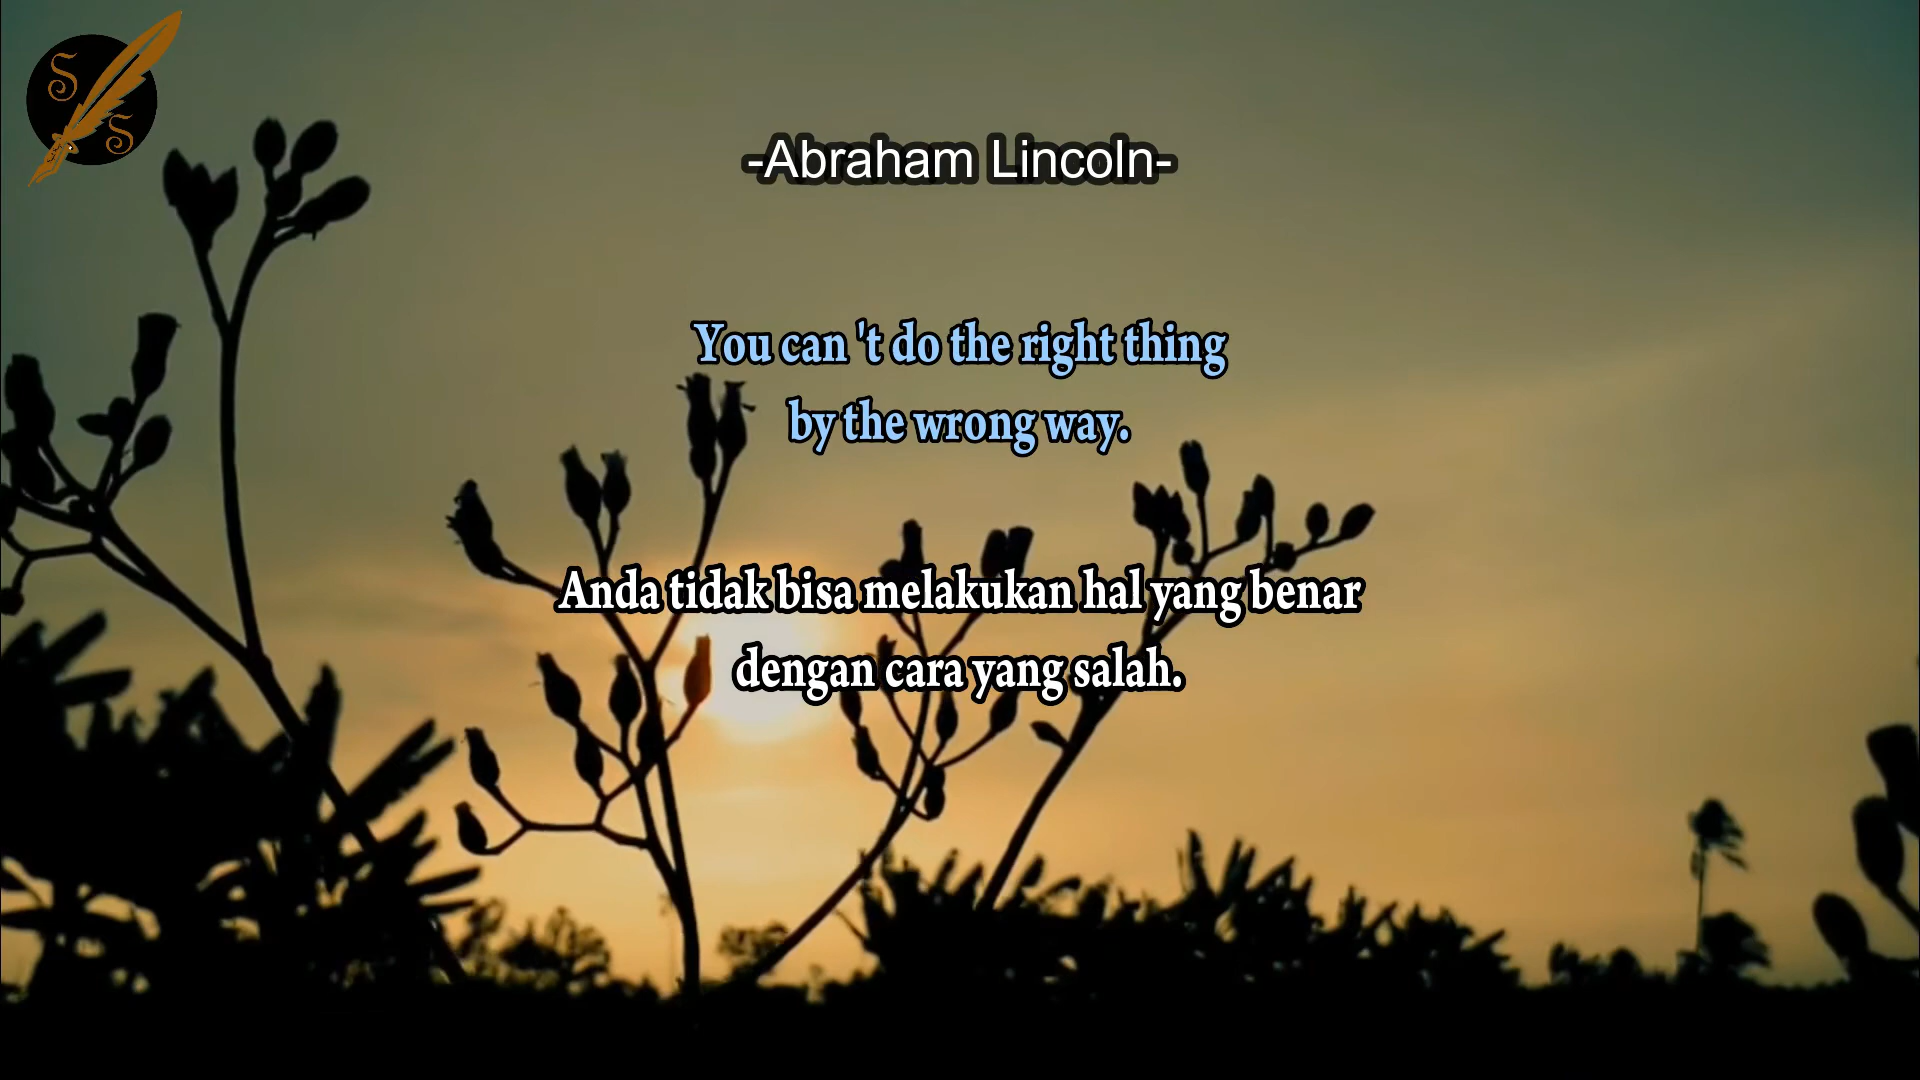 S
S
-Abraham Lincoln-
You can 't do the right thing
by the wrong way.
Anda tidak bisa melakukan hal yang benar
dengan cara yang salah.